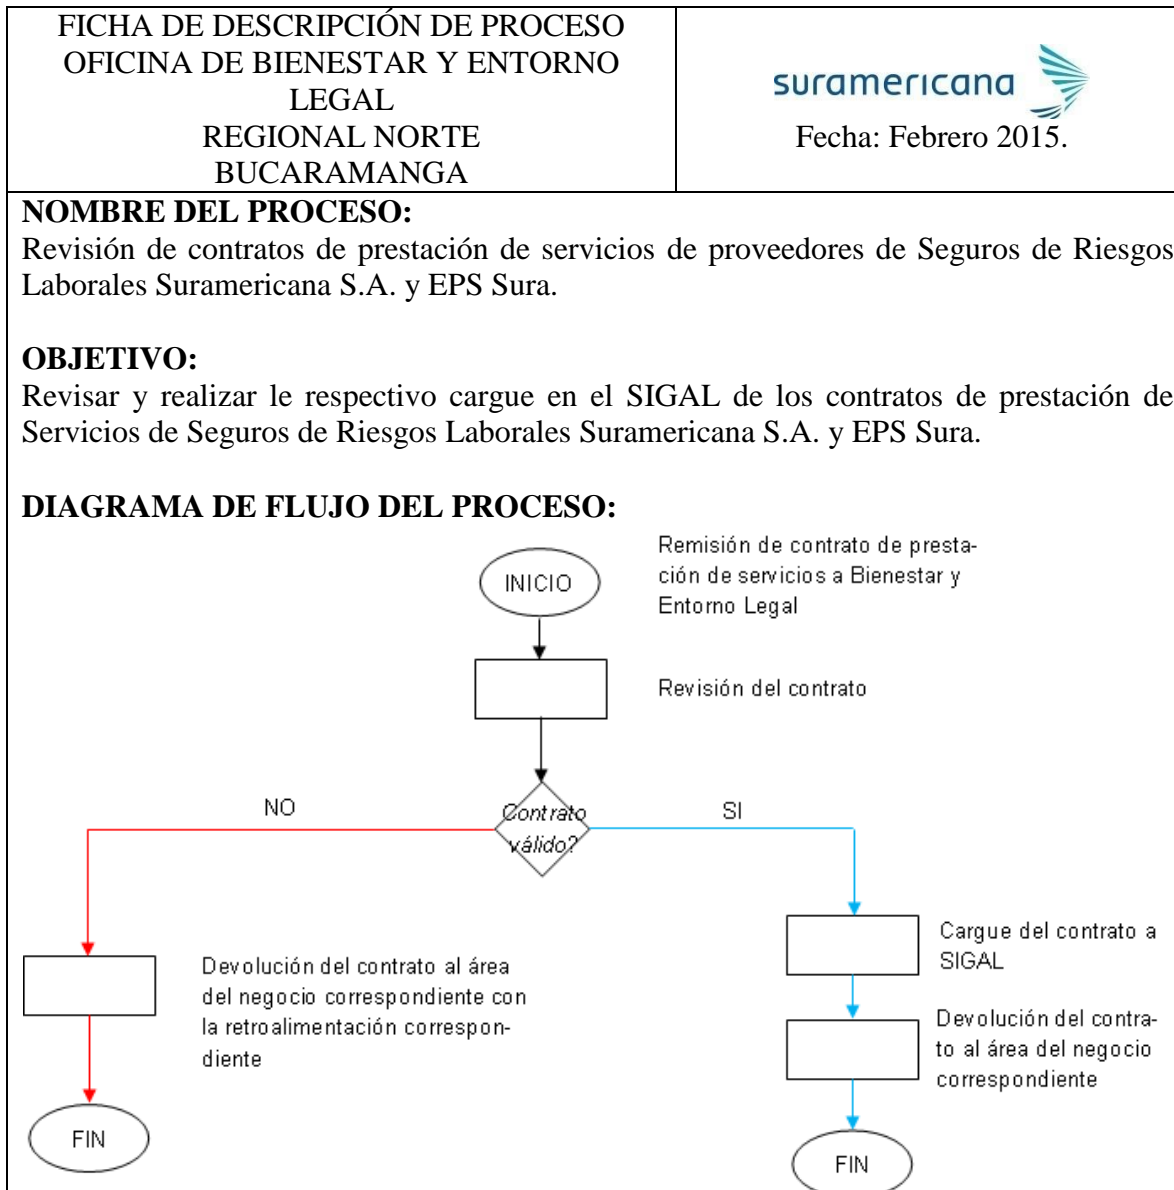 FICHA DE DESCRIPCIÓN DE PROCESO
OFICINA DE BIENESTAR Y ENTORNO
LEGAL
REGIONAL NORTE
BUCARAMANGA
suramericana
Fecha: Febrero 2015.
NOMBRE DEL PROCESO:
Revisión de contratos de prestación de servicios de proveedores de Seguros de Riesgos
Laborales Suramericana S.A. y EPS Sura.
OBJETIVO:
Revisar y realizar le respectivo cargue en el SIGAL de los contratos de prestación de
Servicios de Seguros de Riesgos Laborales Suramericana S.A. y EPS Sura.
DIAGRAMA DE FLUJO DEL PROCESO:
INICIO
Remisión de contrato de presta-
ción de servicios a Bienestar y
Entorno Legal
Revisión del contrato
Contrato
válido?
NO
SI
Devolución del contrato al área
del negocio correspondiente con
la retroalimentación correspon-
diente
FIN
Cargue del contrato a
SIGAL
Devolución del contra-
to al área del negocio
correspondiente
FIN